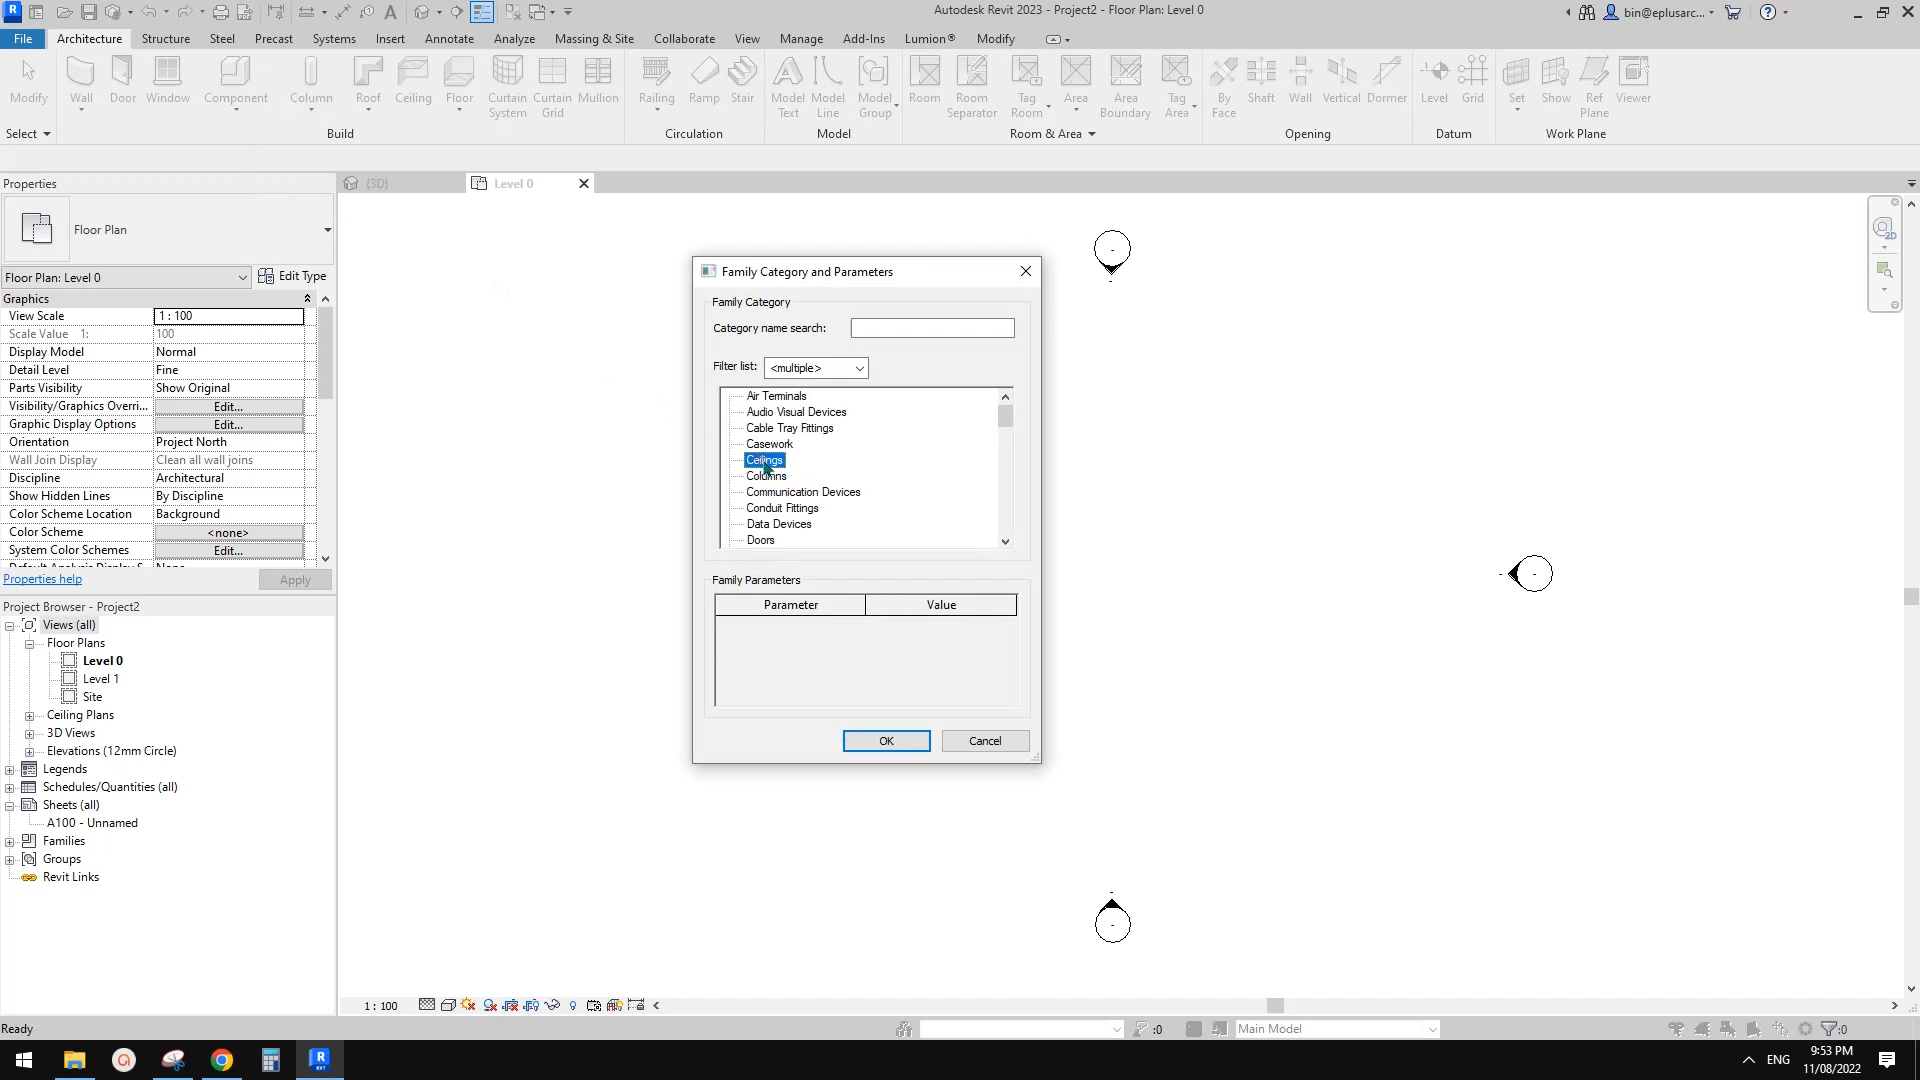 Autodesk Revit 2023 - Project2 - Floor Plan: Level 0
bin@eplusarc...
File Architecture Structure Steel Precast Systems Insert Annotate Analyze Massing & Site Collaborate View Manage Add-Ins Lumion® Modify
Modify Wall Door Window Component Column Roof Ceiling Floor Curtain System Curtain Grid Mullion Railing Ramp Stair Model Text Model Line Model Group Room Room Separator Tag Room Area Area Boundary Tag Area By Face Shaft Wall Vertical Dormer Level Grid Set Show Ref Plane Viewer
Select Build Circulation Model Room & Area Opening Datum Work Plane
Properties
{3D}
Level 0
Floor Plan
Floor Plan: Level 0
Edit Type
Graphics
View Scale 1 : 100
Scale Value 1: 100
Display Model Normal
Detail Level Fine
Parts Visibility Show Original
Visibility/Graphics Overri... Edit...
Graphic Display Options Edit...
Orientation Project North
Wall Join Display Clean all wall joins
Discipline Architectural
Show Hidden Lines By Discipline
Color Scheme Location Background
Color Scheme <none>
System Color Schemes Edit...
Properties help
Apply
Project Browser - Project2
Views (all)
Floor Plans
Level 0
Level 1
Site
Ceiling Plans
3D Views
Elevations (12mm Circle)
Legends
Schedules/Quantities (all)
Sheets (all)
A100 - Unnamed
Families
Groups
Revit Links
Family Category and Parameters
Family Category
Category name search:
Filter list: <multiple>
Air Terminals
Audio Visual Devices
Cable Tray Fittings
Casework
Ceilings
Columns
Communication Devices
Conduit Fittings
Data Devices
Doors
Family Parameters
Parameter Value
OK Cancel
2D
1 : 100
Ready
:0
Main Model
:0
ENG
9:53 PM
11/08/2022